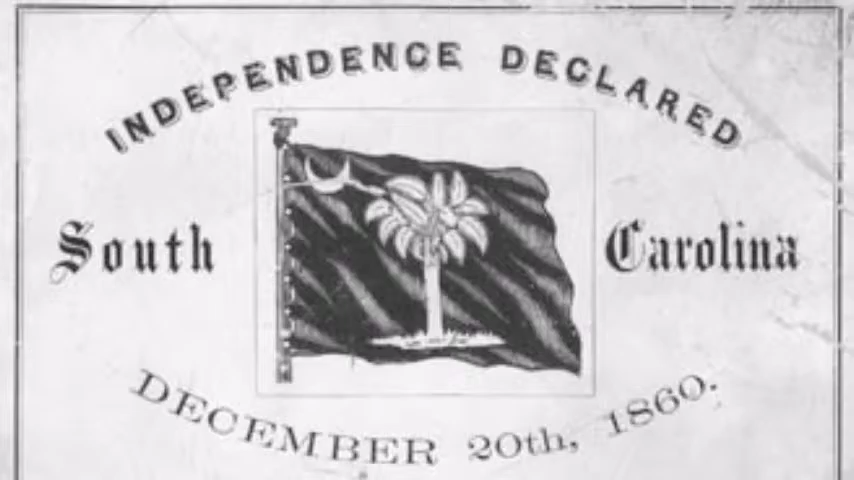 INDEPENDENCE DECLARED
South Carolina
DECEMBER 20th, 1860.